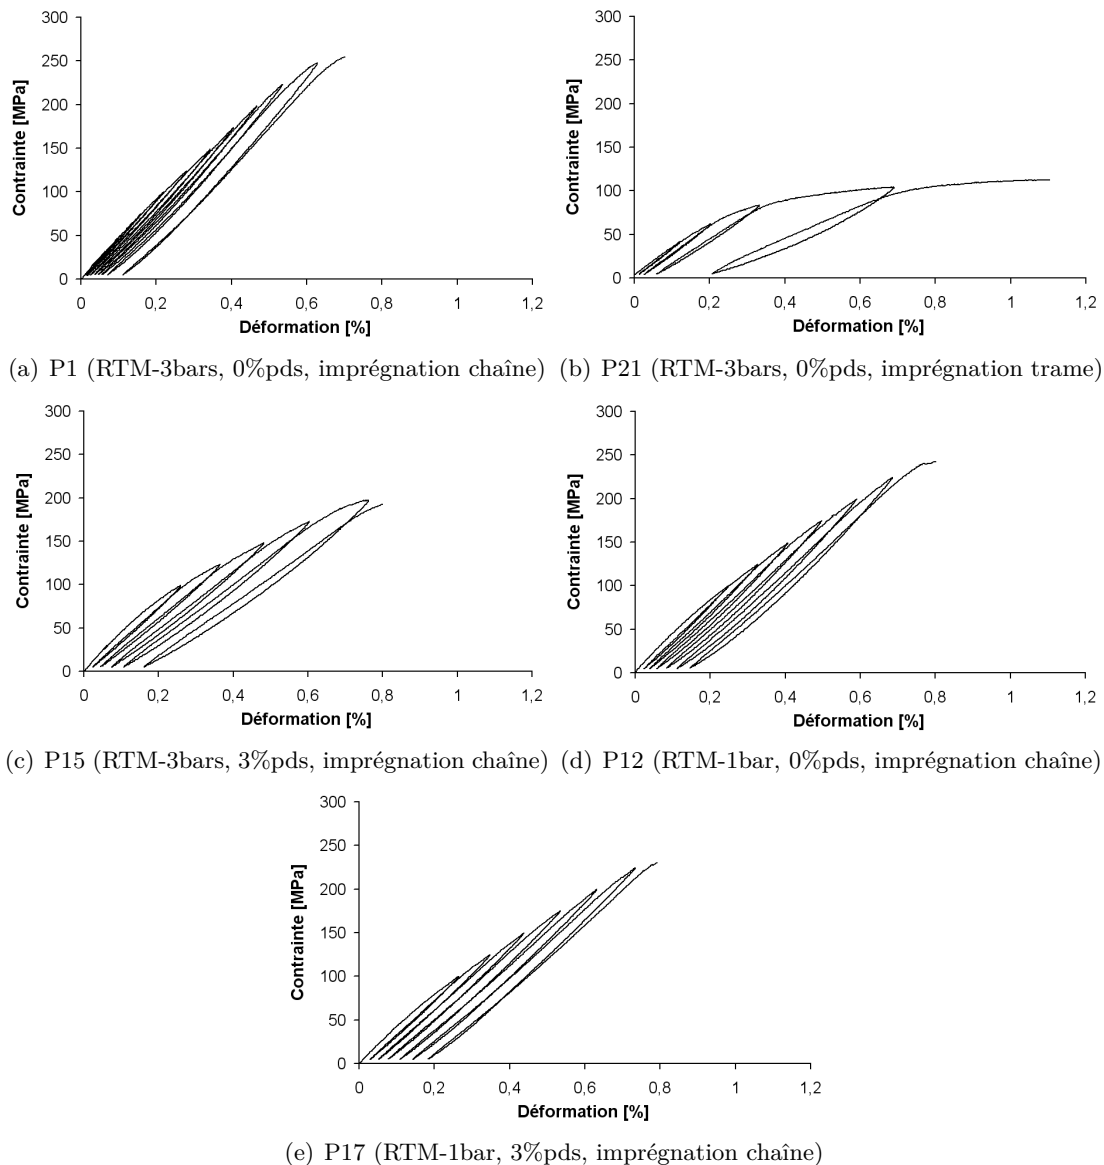 300
250
200
150
100
50
0
Contrainte [MPa]
0 0,2 0,4 0,6 0,8 1 1,2
Déformation [%]
300
250
200
150
100
50
0
Contrainte [MPa]
0 0,2 0,4 0,6 0,8 1 1,2
Déformation [%]
(a) P1 (RTM-3bars, 0%pds, imprégnation chaîne) (b) P21 (RTM-3bars, 0%pds, imprégnation trame)
300
250
200
150
100
50
0
Contrainte [MPa]
0 0,2 0,4 0,6 0,8 1 1,2
Déformation [%]
300
250
200
150
100
50
0
Contrainte [MPa]
0 0,2 0,4 0,6 0,8 1 1,2
Déformation [%]
(c) P15 (RTM-3bars, 3%pds, imprégnation chaîne) (d) P12 (RTM-1bar, 0%pds, imprégnation chaîne)
300
250
200
150
100
50
0
Contrainte [MPa]
0 0,2 0,4 0,6 0,8 1 1,2
Déformation [%]
(e) P17 (RTM-1bar, 3%pds, imprégnation chaîne)